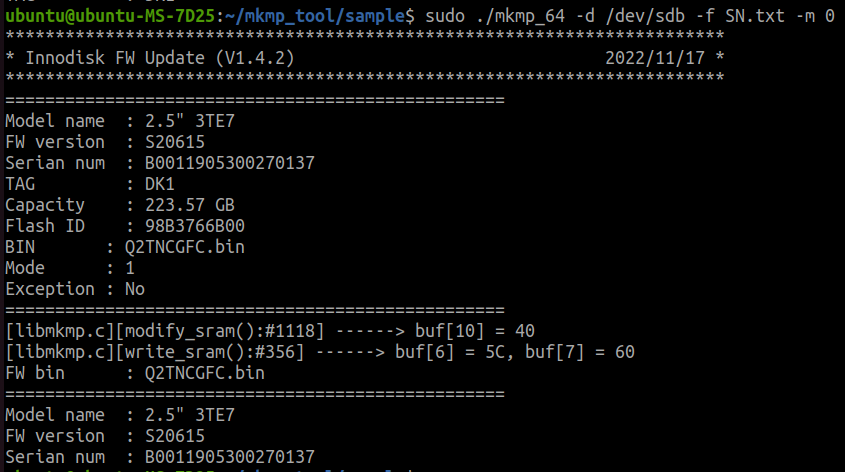 ubuntu@ubuntu-MS-7D25:~/mkmp_tool/sample$ sudo ./mkmp_64 -d /dev/sdb -f SN.txt -m 0
************************************************************************
* Innodisk FW Update (V1.4.2)                               2022/11/17 *
************************************************************************
==================================================
Model name  : 2.5" 3TE7
FW version  : S20615
Serian num  : B0011905300270137
TAG         : DK1
Capacity    : 223.57 GB
Flash ID    : 98B3766B00
BIN       : Q2TNCGFC.bin
Mode      : 1
Exception : No
==================================================
[libmkmp.c][modify_sram():#1118] ------> buf[10] = 40
[libmkmp.c][write_sram():#356] ------> buf[6] = 5C, buf[7] = 60
FW bin      : Q2TNCGFC.bin
==================================================
Model name  : 2.5" 3TE7
FW version  : S20615
Serian num  : B0011905300270137